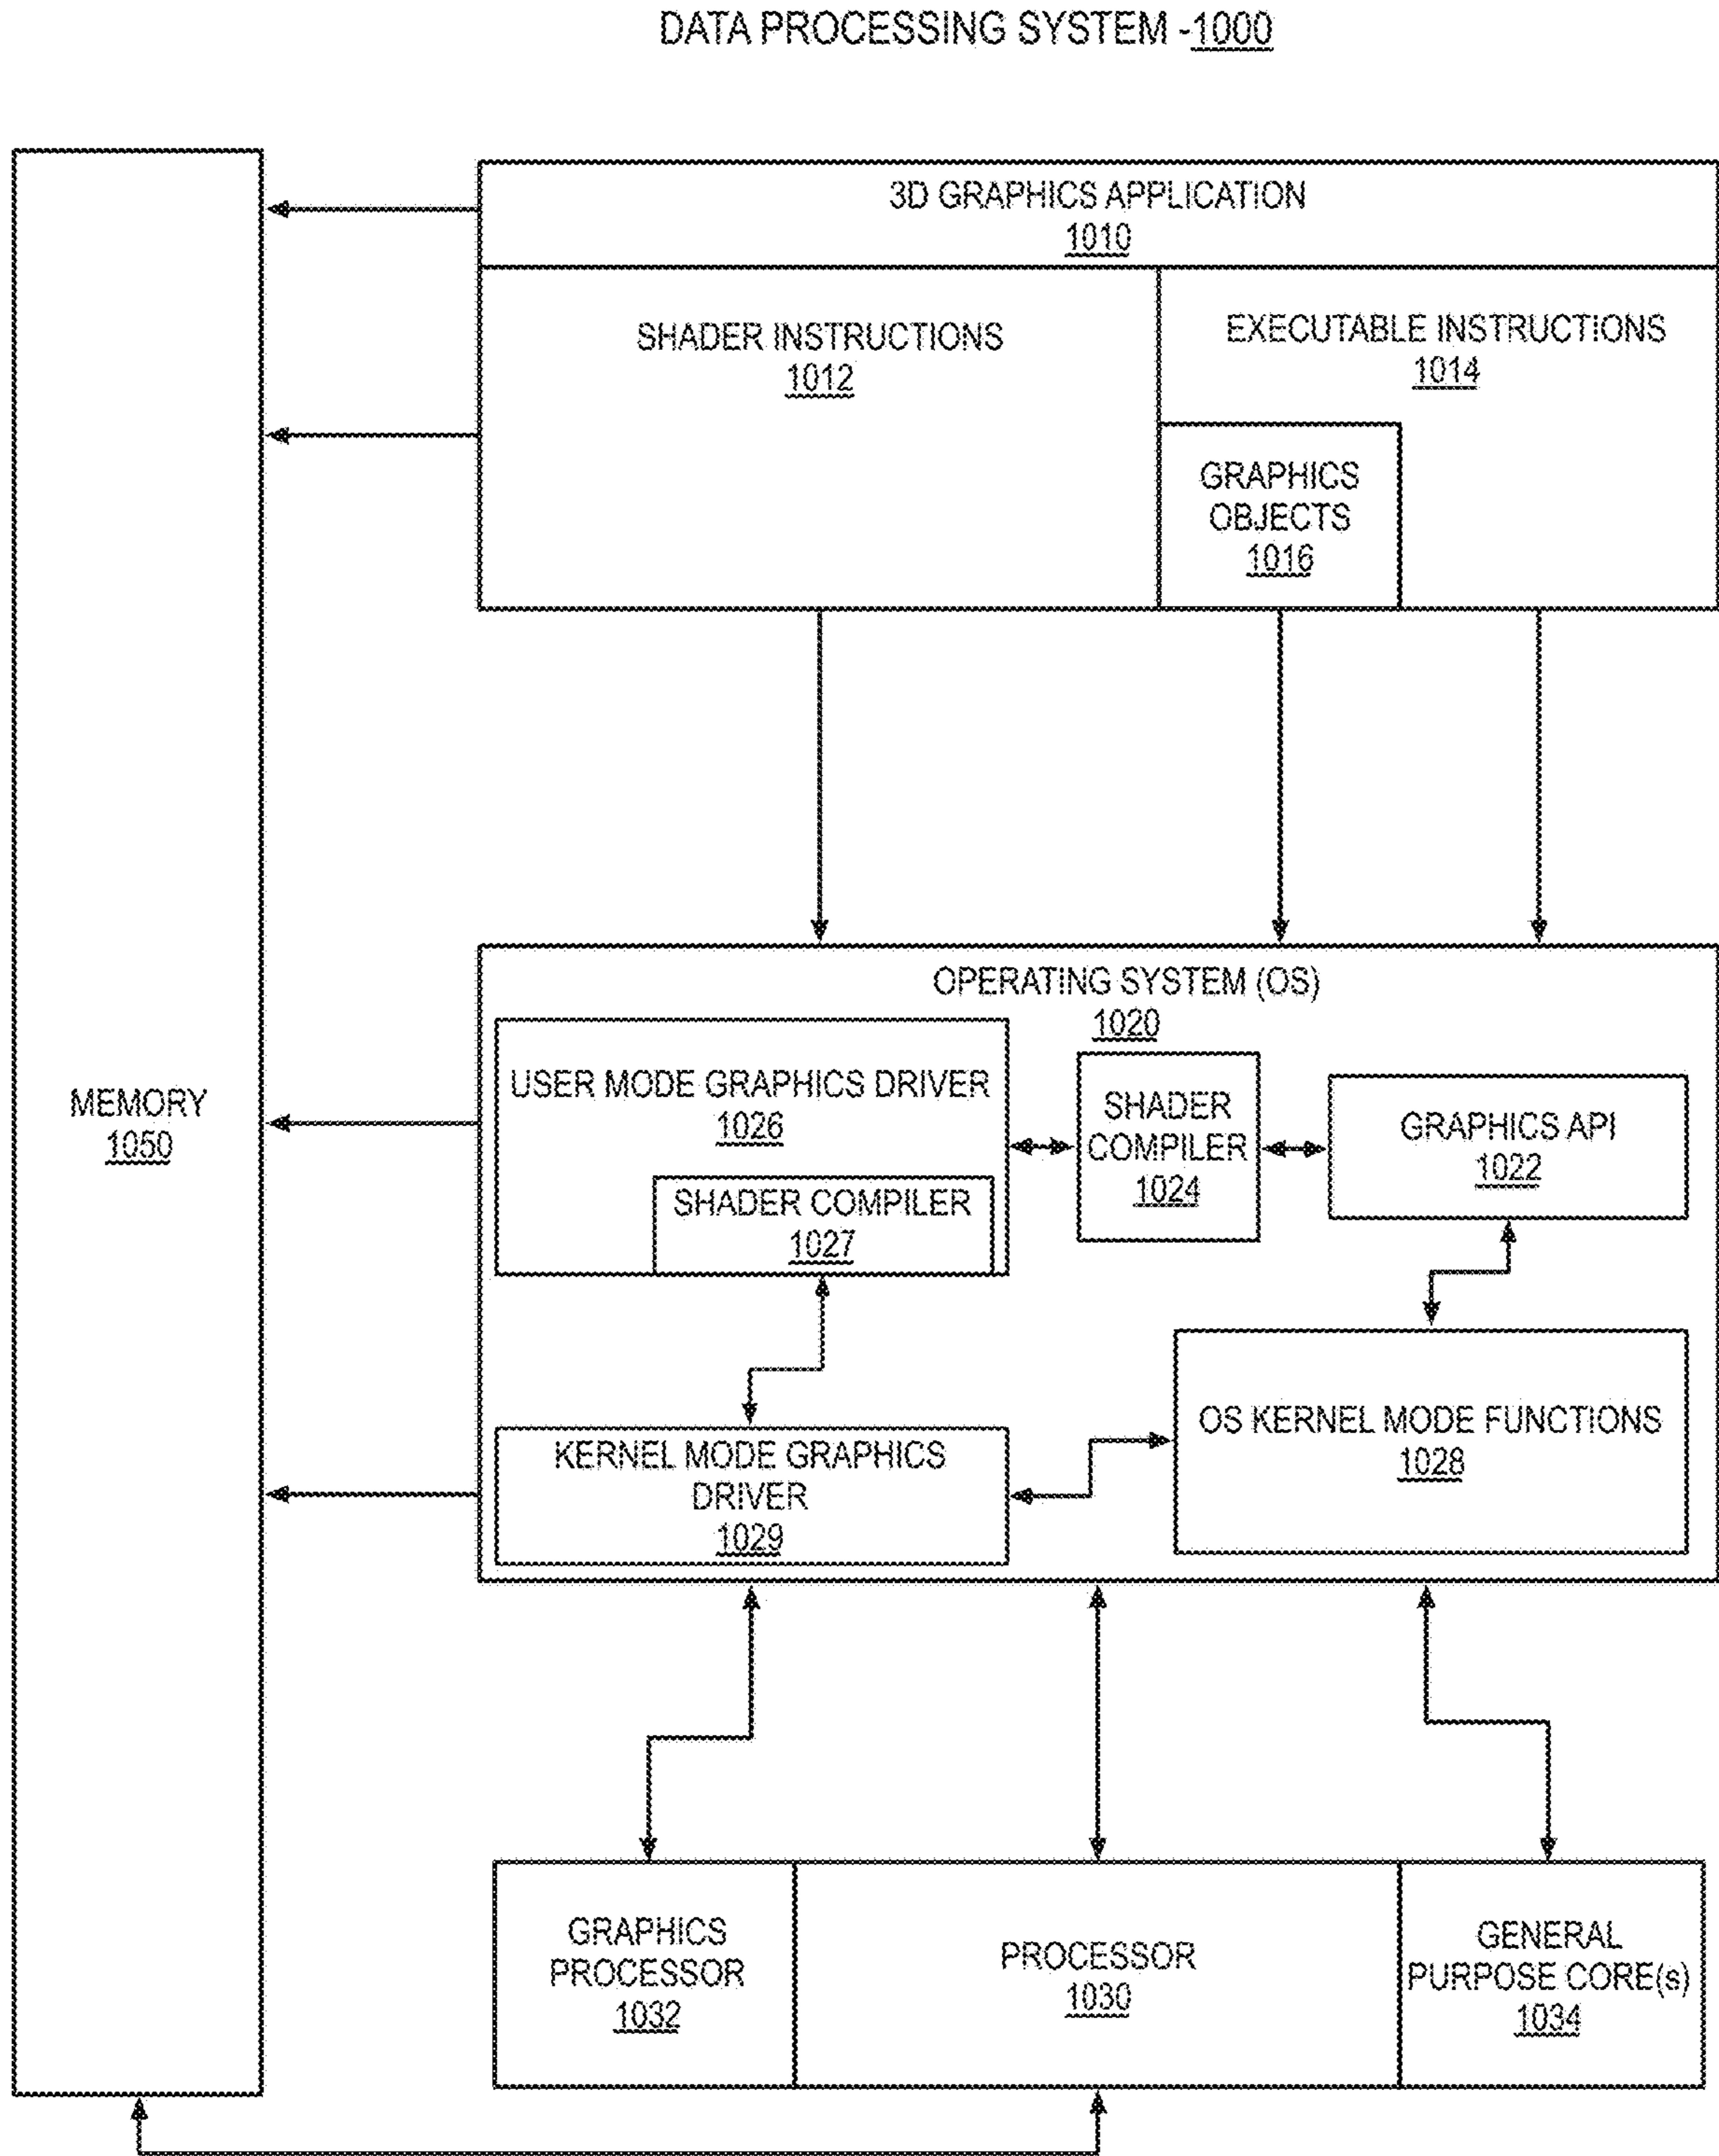 DATA PROCESSING SYSTEM -1000
3D GRAPHICS APPLICATION
1010
SHADER INSTRUCTIONS
1012
EXECUTABLE INSTRUCTIONS
1014
GRAPHICS
OBJECTS
1016
MEMORY
1050
OPERATING SYSTEM (OS)
1020
USER MODE GRAPHICS DRIVER
1026
SHADER COMPILER
1027
SHADER
COMPILER
1024
GRAPHICS API
1022
KERNEL MODE GRAPHICS
DRIVER
1029
OS KERNEL MODE FUNCTIONS
1028
GRAPHICS
PROCESSOR
1032
PROCESSOR
1030
GENERAL
PURPOSE CORE(s)
1034